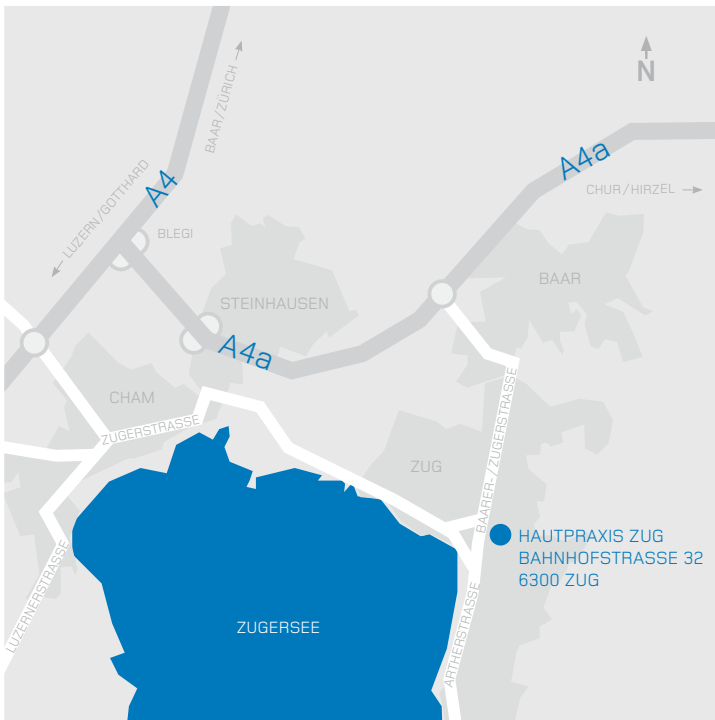 N
BAAR/ZÜRICH
A4
A4a
LUZERN/GOTTHARD
CHUR/HIRZEL
BLEGI
BAAR
STEINHAUSEN
A4a
CHAM
ZUGERSTRASSE
BAARER-/ZUGERSTRASSE
ZUG
HAUTPRAXIS ZUG
BAHNHOFSTRASSE 32
6300 ZUG
LUZERNERSTRASSE
ZUGERSEE
ARTHERSTRASSE